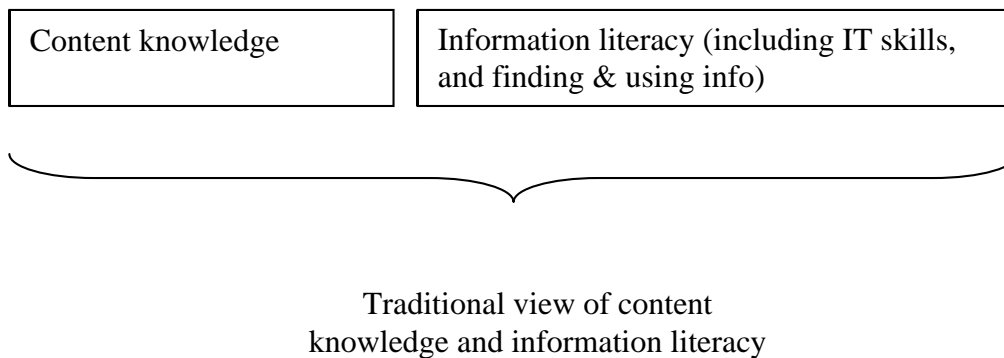 Content knowledge
Information literacy (including IT skills,
and finding & using info)
Traditional view of content
knowledge and information literacy